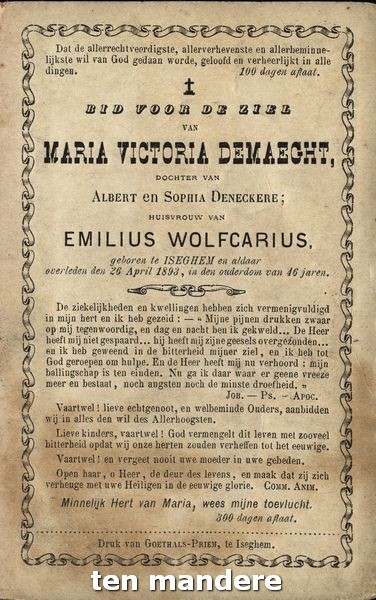 Dat de allerrechtveerdigste, allerverhevenste en allerbeminne-
lijkste wil van God gedaan worde, geloofd en verheerlijkt in alle
dingen. 100 dagen aflaat.
BID VOOR DE ZIEL
VAN
MARIA VICTORIA DEMAEGHT,
DOCHTER VAN
ALBERT en SOPHIA DENECKERE;
HUISVROUW VAN
EMILIUS WOLFCARIUS,
geboren te ISEGHEM en aldaar
overleden den 26 April 1893, in den ouderdom van 46 jaren.
De ziekelijkheden en kwellingen hebben zich vermenigvuldigd
in mijn hert en ik heb gezeid : — « Mijne pijnen drukken zwaar
op mij tegenwoordig, en dag en nacht ben ik gekweld... De Heer
heeft mij niet gespaard... hij heeft mij zijne geesels overgezonden...
en ik heb geweend in de bitterheid mijner ziel, en ik heb tot
God geroepen om hulpe. En de Heer heeft mij nu verhoord : mijn
ballingschap is ten einden. Nu ga ik daar waar er geene vreeze
meer en bestaat, noch angsten noch de minste droefheid. »
JOB. — PS. — APOC.
Vaartwel! lieve echtgenoot, en welbeminde Ouders, aanbidden
wij in alles den wil des Allerhoogsten.
Lieve kinders, vaartwel! God vermengelt dit leven met zooveel
bitterheid opdat wij onze herten zouden verheffen tot het eeuwige.
Vaartwel! en vergeet nooit uwe moeder in uwe gebeden.
Open haar, o Heer, de deur des levens, en maak dat zij zich
verheuge met uwe Heiligen in de eeuwige glorie. COMM. ANIM.
Minnelijk Hert van Maria, wees mijne toevlucht.
300 dagen aflaat.
Druk van GOETHALS-PRIEM, te Iseghem.
ten mandere